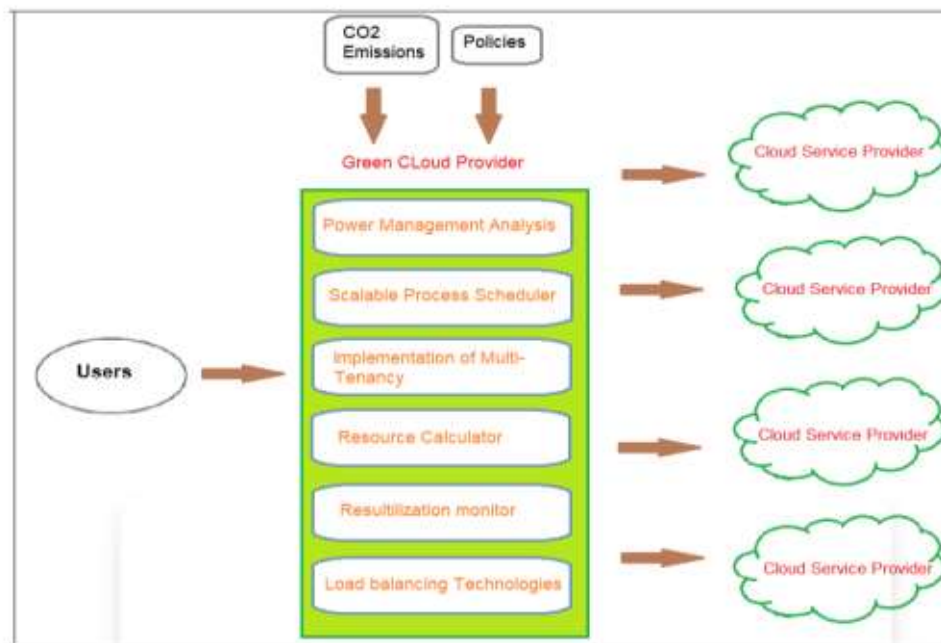 CO2
Emissions
Policies
Green CLoud Provider
Power Management Analysis
Scalable Process Scheduler
Implementation of Multi-
Tenancy
Resource Calculator
Resultilization monitor
Load balancing Technologies
Users
Cloud Service Provider
Cloud Service Provider
Cloud Service Provider
Cloud Service Provider